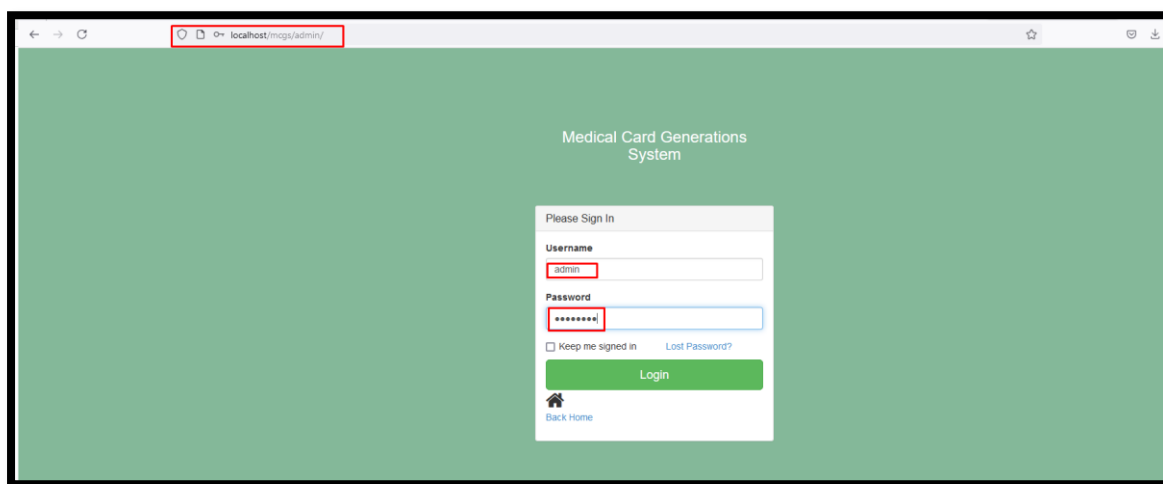 localhost/mcgs/admin/
Medical Card Generations
System
Please Sign In
Username
admin
Password
••••••••
Keep me signed in Lost Password?
Login
Back Home